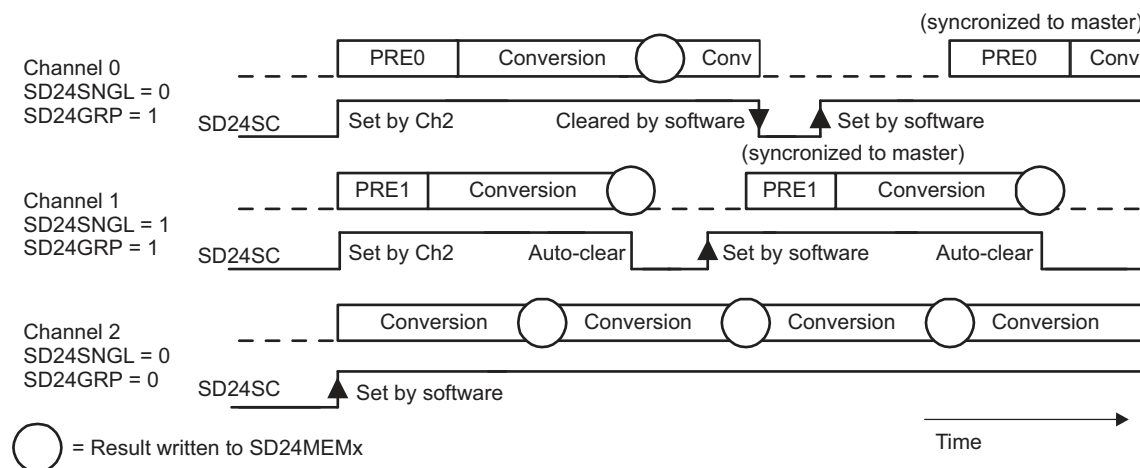 (syncronized to master)
PRE0 Conversion Conv PRE0 Conv
Channel 0
SD24SNGL = 0
SD24GRP = 1
SD24SC Set by Ch2 Cleared by software Set by software
(syncronized to master)
PRE1 Conversion PRE1 Conversion
Channel 1
SD24SNGL = 1
SD24GRP = 1
SD24SC Set by Ch2 Auto-clear Set by software Auto-clear
Conversion Conversion Conversion Conversion
Channel 2
SD24SNGL = 0
SD24GRP = 0
SD24SC Set by software
= Result written to SD24MEMx
Time